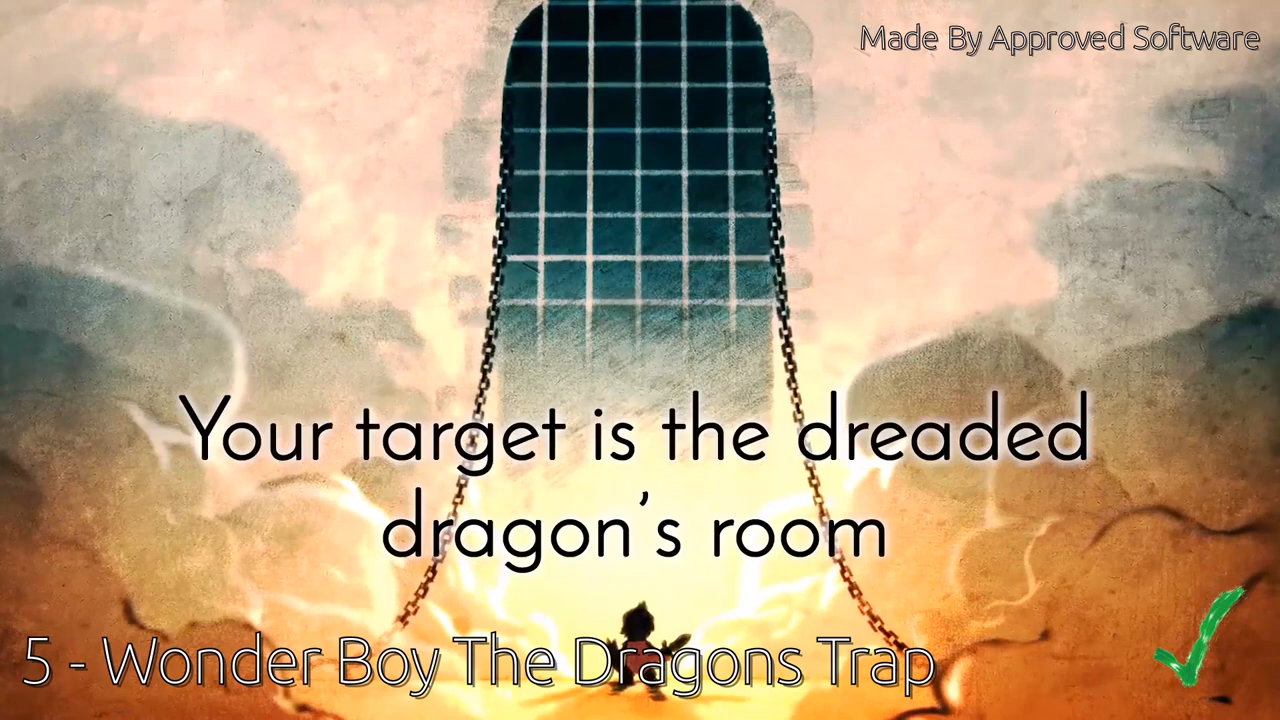 Made By Approved Software
Your target is the dreaded
dragon's room
5 - Wonder Boy The Dragons Trap